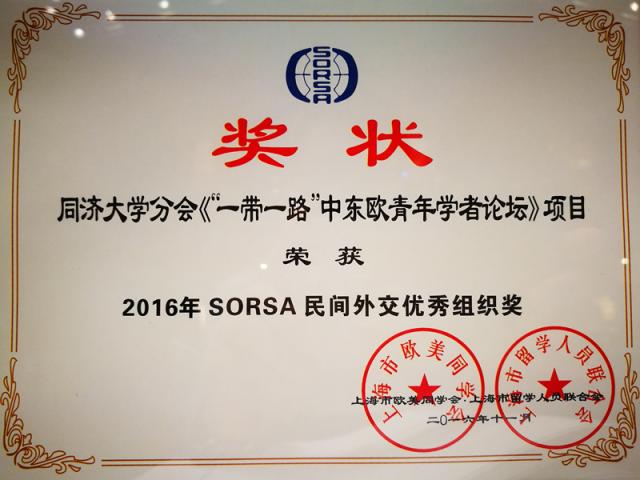 SORSA
奖状
同济大学分会《“一带一路”中东欧青年学者论坛》项目
荣获
2016年 SORSA 民间外交优秀组织奖
上海市欧美同学会
上海市留学人员联合会
上海市欧美同学会·上海市留学人员联合会
二〇一六年十一月